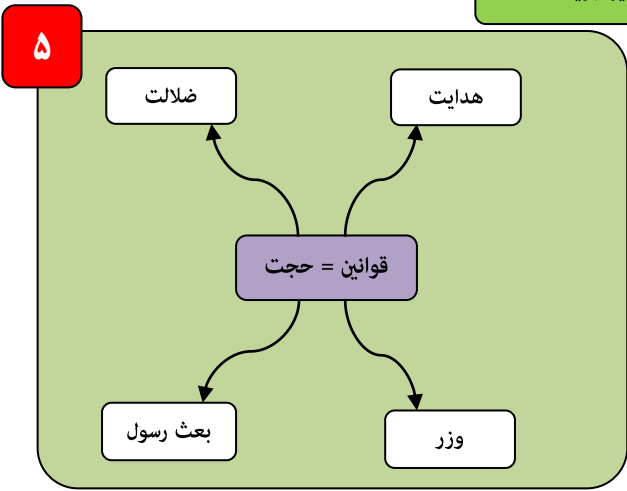 ۵
هدایت
ضلالت
قوانین = حجت
وزر
بعث رسول